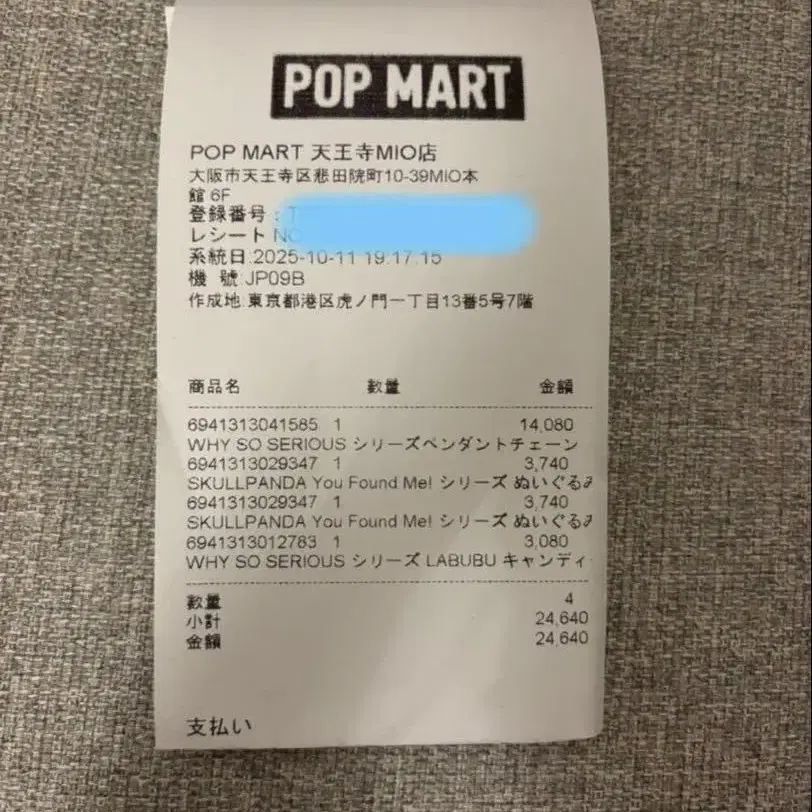 POP MART
POP MART 天王寺MIO店
大阪市天王寺区悲田院町10-39MIO本
館 6F
登録番号：T
レシート NO
系統日:2025-10-11 19:17:15
機 號:JP09B
作成地:東京都港区虎ノ門一丁目13番5号7階
商品名 數量 金額
6941313041585 1 14,080
WHY SO SERIOUS シリーズペンダントチェーン
6941313029347 1 3,740
SKULLPANDA You Found Me! シリーズ ぬいぐるみ
6941313029347 1 3,740
SKULLPANDA You Found Me! シリーズ ぬいぐるみ
6941313012783 1 3,080
WHY SO SERIOUS シリーズ LABUBU キャンディ
數量 4
小計 24,640
金額 24,640
支払い